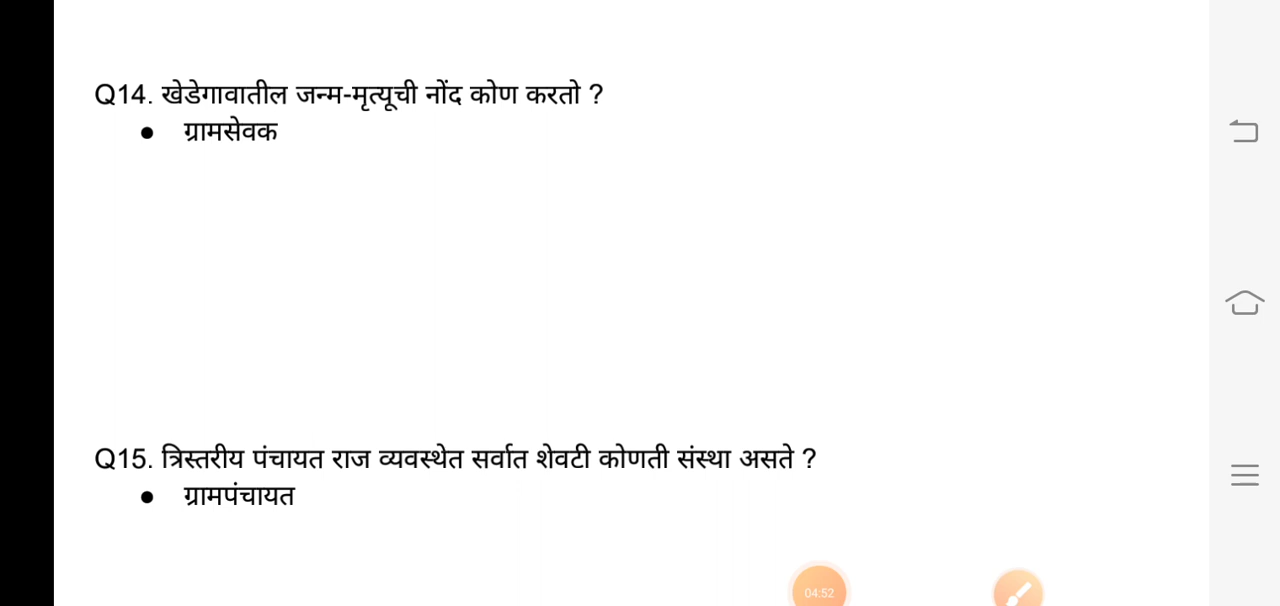 Q14. खेडेगावातील जन्म-मृत्यूची नोंद कोण करतो ?
● ग्रामसेवक
Q15. त्रिस्तरीय पंचायत राज व्यवस्थेत सर्वात शेवटी कोणती संस्था असते ?
● ग्रामपंचायत
04:52